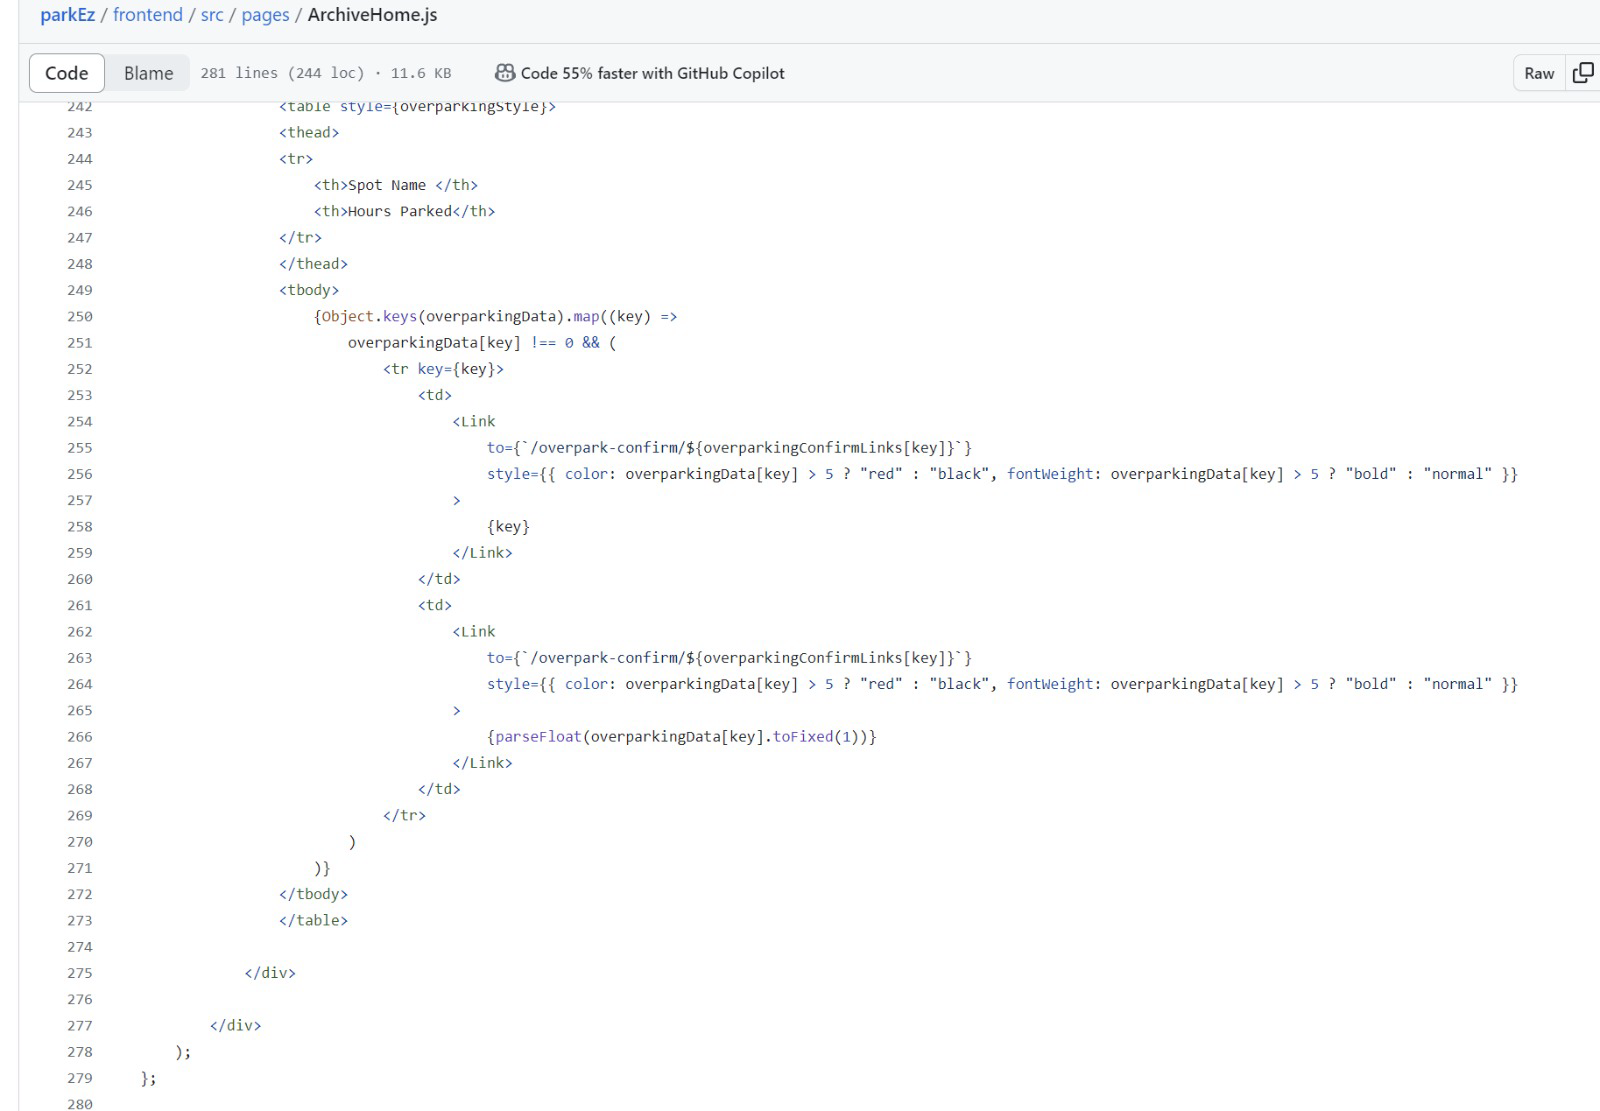 parkEz / frontend / src / pages / ArchiveHome.js
Code Blame 281 lines (244 loc) · 11.6 KB Code 55% faster with GitHub Copilot Raw
242 <table style={overparkingStyle}>
243 <thead>
244 <tr>
245 <th>Spot Name </th>
246 <th>Hours Parked</th>
247 </tr>
248 </thead>
249 <tbody>
250 {Object.keys(overparkingData).map((key) =>
251 overparkingData[key] !== 0 && (
252 <tr key={key}>
253 <td>
254 <Link
255 to={`/overpark-confirm/${overparkingConfirmLinks[key]}`}
256 style={{ color: overparkingData[key] > 5 ? "red" : "black", fontWeight: overparkingData[key] > 5 ? "bold" : "normal" }}
257 >
258 {key}
259 </Link>
260 </td>
261 <td>
262 <Link
263 to={`/overpark-confirm/${overparkingConfirmLinks[key]}`}
264 style={{ color: overparkingData[key] > 5 ? "red" : "black", fontWeight: overparkingData[key] > 5 ? "bold" : "normal" }}
265 >
266 {parseFloat(overparkingData[key].toFixed(1))}
267 </Link>
268 </td>
269 </tr>
270 )
271 )}
272 </tbody>
273 </table>
274
275 </div>
276
277 </div>
278 );
279 };
280